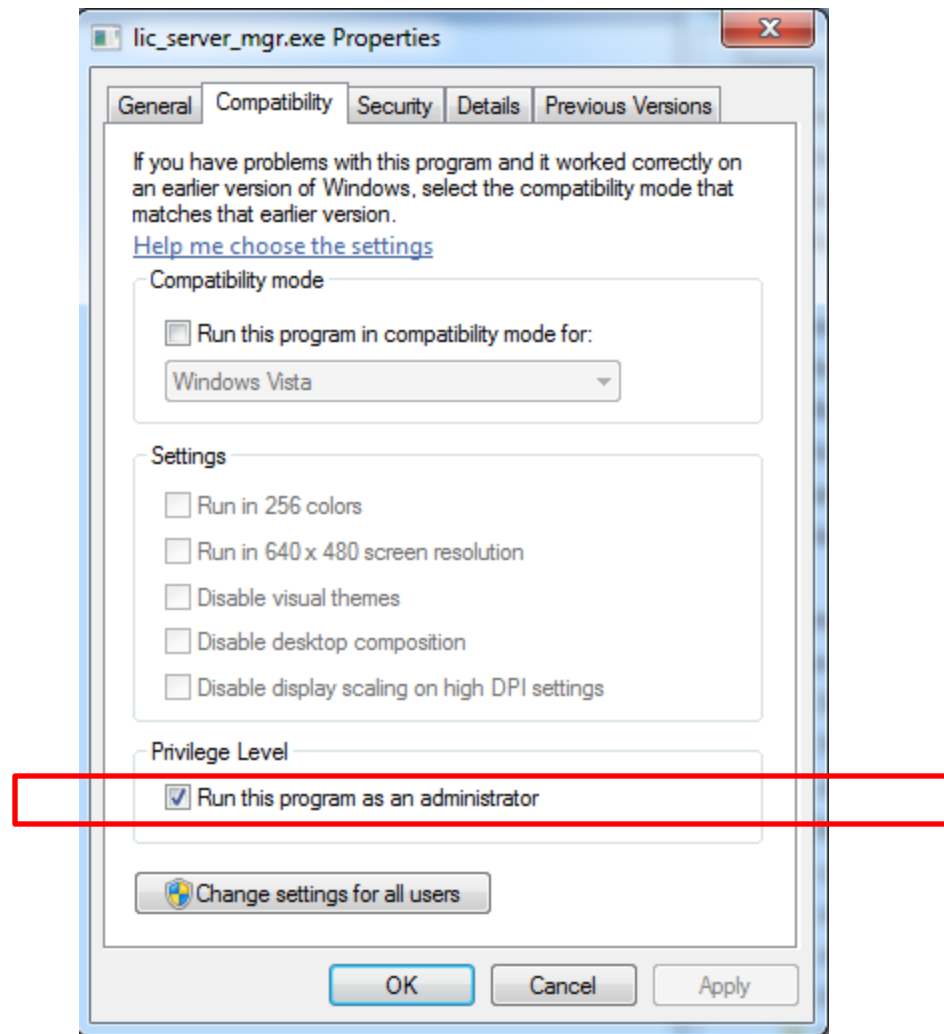 lic_server_mgr.exe Properties
General Compatibility Security Details Previous Versions
If you have problems with this program and it worked correctly on
an earlier version of Windows, select the compatibility mode that
matches that earlier version.
Help me choose the settings
Compatibility mode
Run this program in compatibility mode for:
Windows Vista
Settings
Run in 256 colors
Run in 640 x 480 screen resolution
Disable visual themes
Disable desktop composition
Disable display scaling on high DPI settings
Privilege Level
Run this program as an administrator
Change settings for all users
OK Cancel Apply